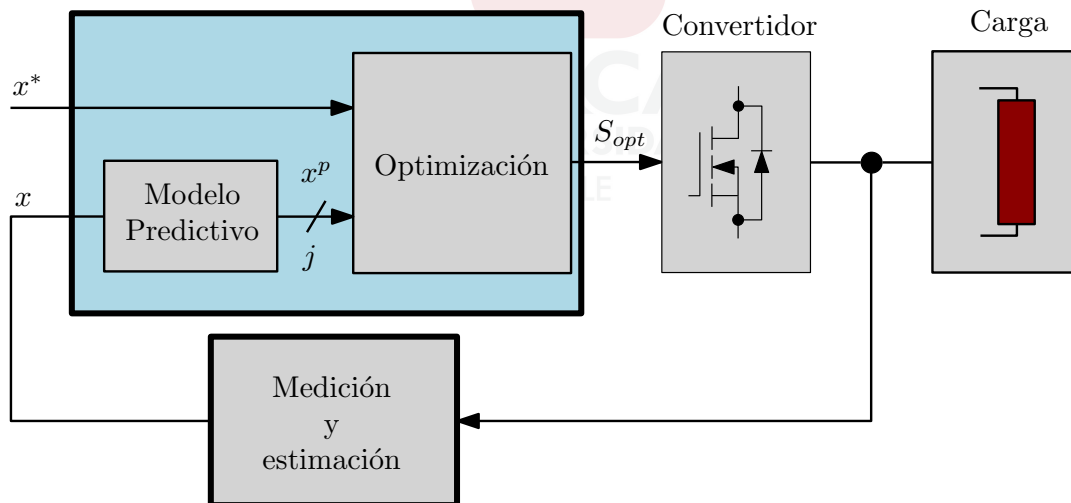 Convertidor
Carga
x*
Optimización
S_opt
x^p
x
Modelo
Predictivo
j
Medición
y
estimación